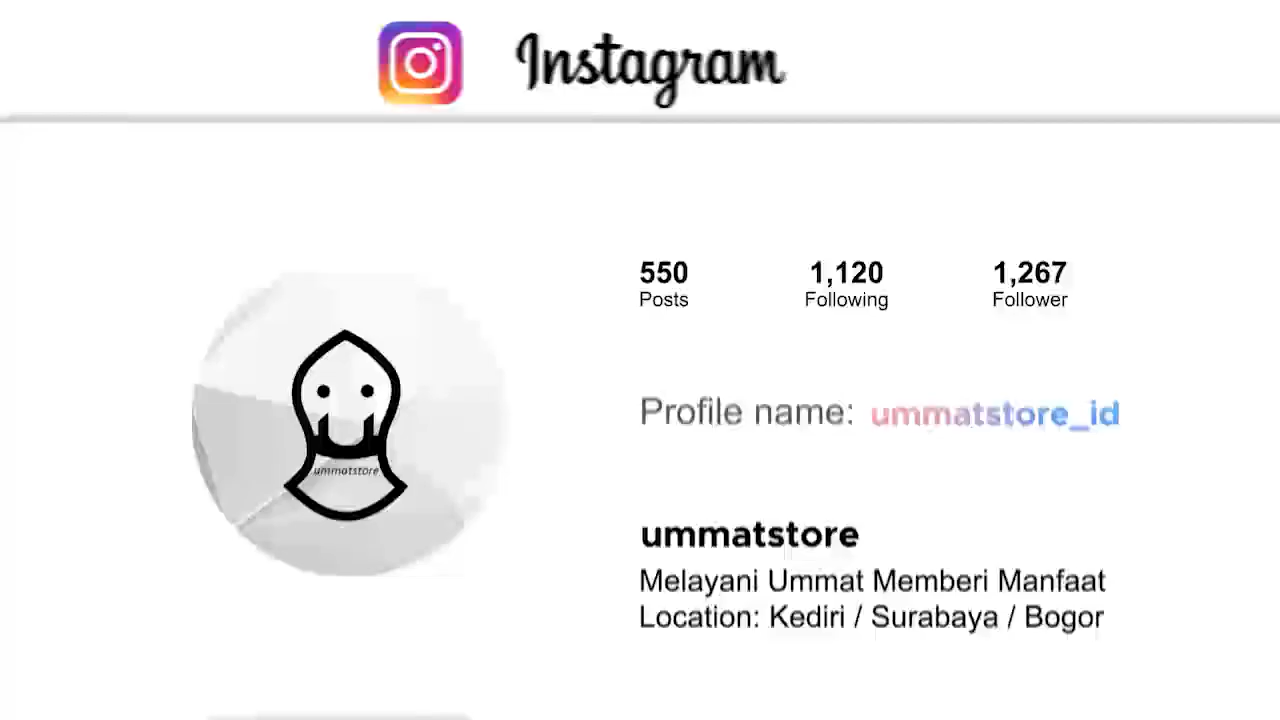 Instagram
550 1,120 1,267
Posts Following Follower
Profile name: ummatstore_id
ummatstore
ummatstore
Melayani Ummat Memberi Manfaat
Location: Kediri / Surabaya / Bogor